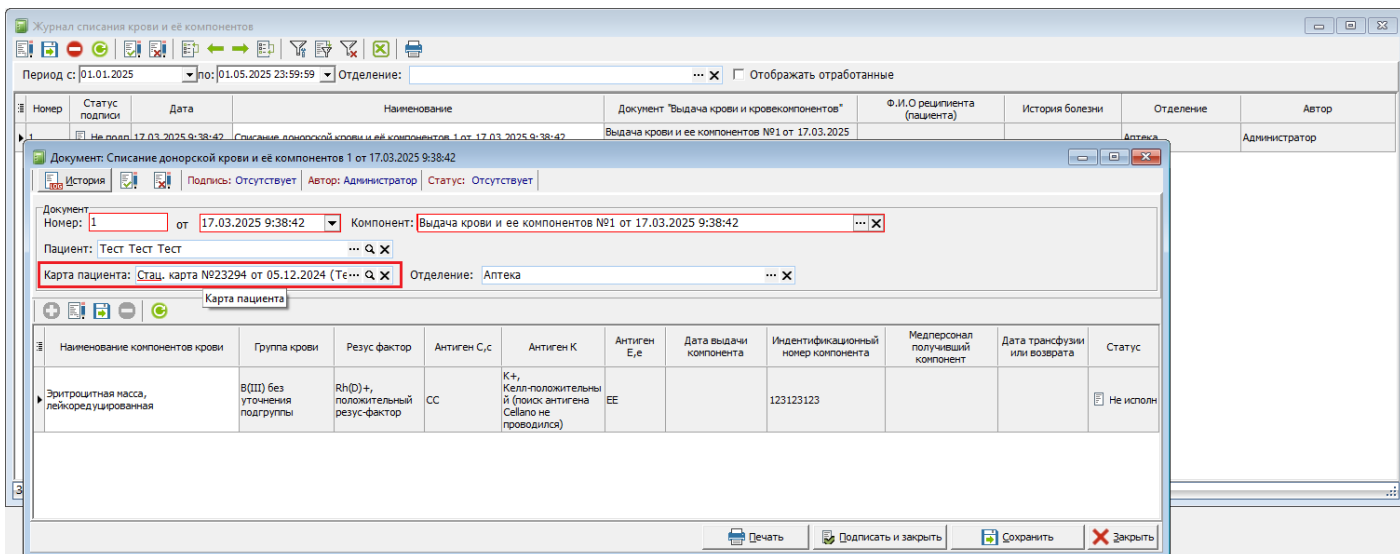 Журнал списания крови и её компонентов
Период с: 01.01.2025 по: 01.05.2025 23:59:59 Отделение: ... Отображать отработанные
Номер Статус подписи Дата Наименование Документ "Выдача крови и кровекомпонентов" Ф.И.О реципиента (пациента) История болезни Отделение Автор
1 Не подп 17.03.2025 9:38:42 Списание донорской крови и её компонентов 1 от 17.03.2025 9:38:42 Выдача крови и ее компонентов №1 от 17.03.2025 Аптека Администратор
Документ: Списание донорской крови и её компонентов 1 от 17.03.2025 9:38:42
LOG История Подпись: Отсутствует Автор: Администратор Статус: Отсутствует
Документ
Номер: 1 от 17.03.2025 9:38:42 Компонент: Выдача крови и ее компонентов №1 от 17.03.2025 9:38:42 ...
Пациент: Тест Тест Тест ...
Карта пациента: Стац. карта №23294 от 05.12.2024 (Те... Отделение: Аптека ...
Карта пациента
Наименование компонентов крови Группа крови Резус фактор Антиген C,c Антиген K Антиген E,e Дата выдачи компонента Индентификационный номер компонента Медперсонал получивший компонент Дата трансфузии или возврата Статус
Эритроцитная масса, лейкоредуцированная B(III) без уточнения подгруппы Rh(D)+, положительный резус-фактор CC K+, Келл-положительный (поиск антигена Cellano не проводился) EE 123123123 Не исполн
З
Печать Подписать и закрыть Сохранить Закрыть